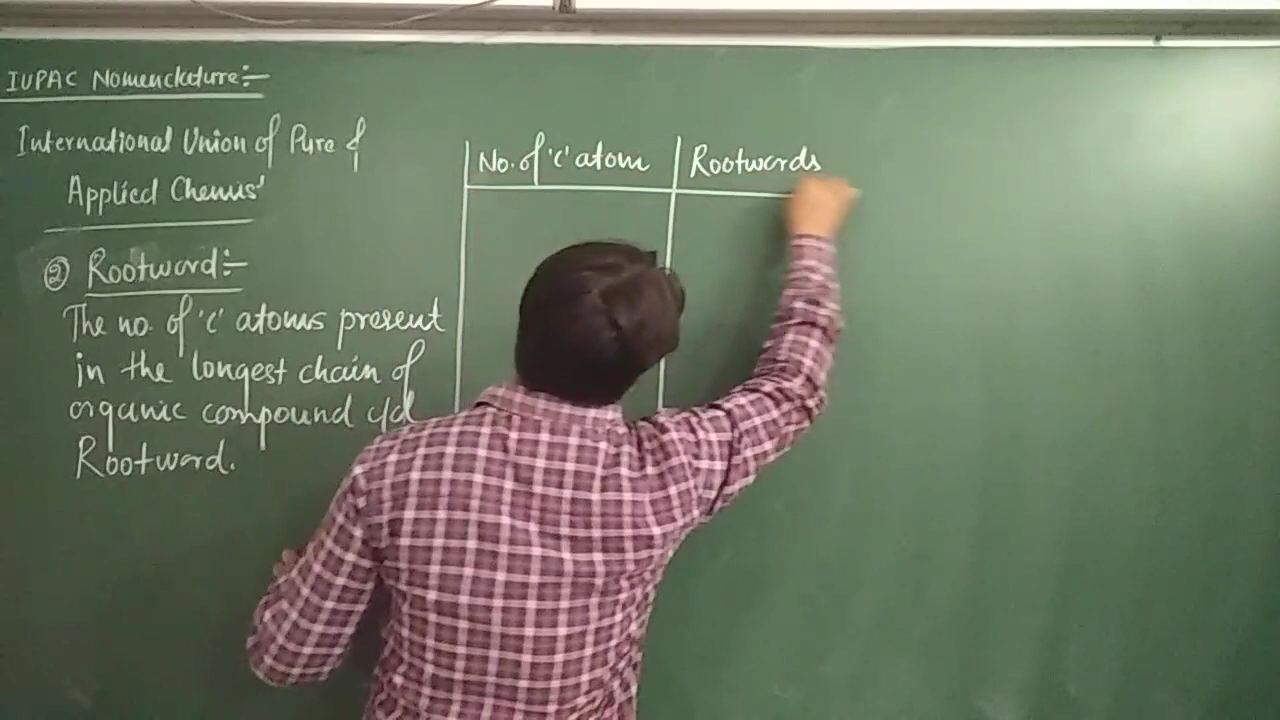 IUPAC Nomenclature:-
International Union of Pure &
Applied Chemis'
② Rootword:-
The no. of 'c' atoms present
in the longest chain of
organic compound c/d
Rootword.
No. of 'c' atom
Rootwords